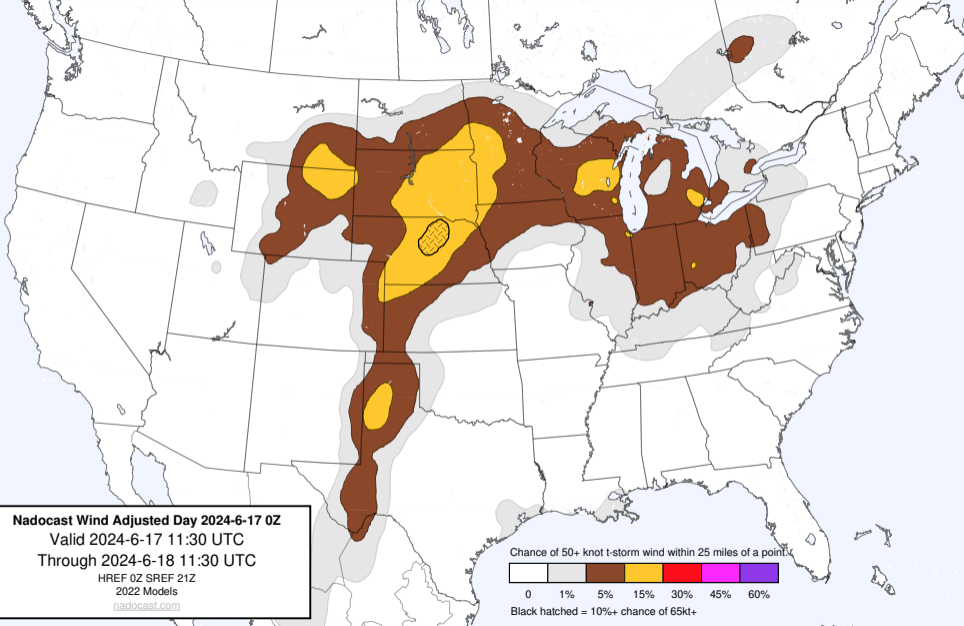 Nadocast Wind Adjusted Day 2024-6-17 0Z
Valid 2024-6-17 11:30 UTC
Through 2024-6-18 11:30 UTC
HREF 0Z SREF 21Z
2022 Models
nadocast.com
Chance of 50+ knot t-storm wind within 25 miles of a point.
0 1% 5% 15% 30% 45% 60%
Black hatched = 10%+ chance of 65kt+